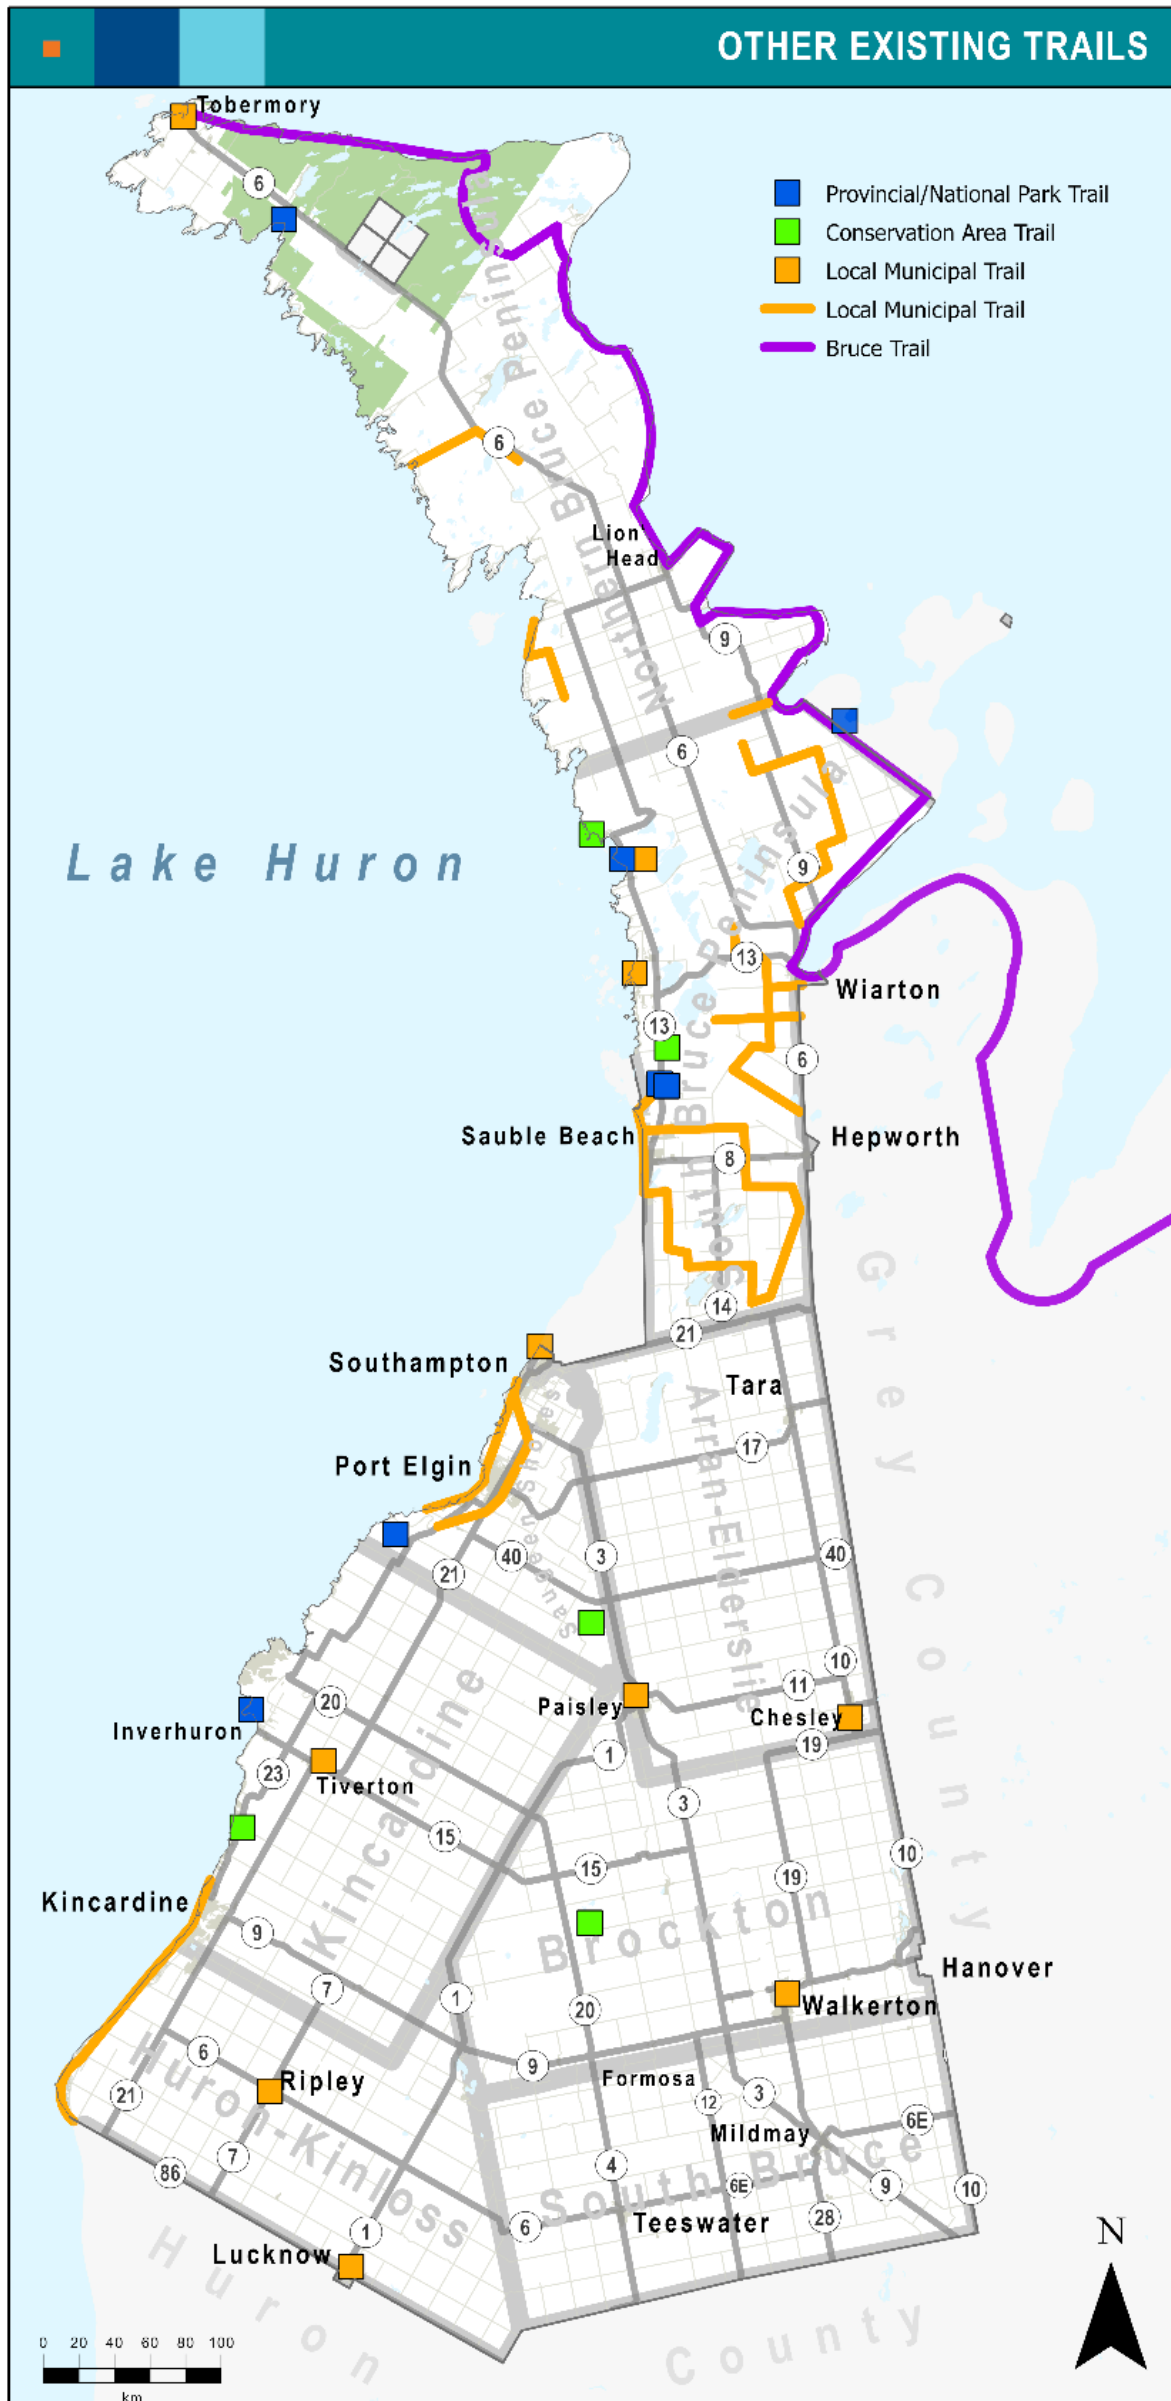 OTHER EXISTING TRAILS
Tobermory
6
Provincial/National Park Trail
Conservation Area Trail
Local Municipal Trail
Local Municipal Trail
Bruce Trail
Northern Bruce Peninsula
6
Lion'
Head
9
6
Lake Huron
9
South Bruce Peninsula
13
Wiarton
13
6
Sauble Beach
Hepworth
8
14
21
Grey County
Southampton
Tara
Arran-Elderslie
Saugeen Shores
17
Port Elgin
40
3
40
21
10
11
Paisley
Chesley
19
20
Inverhuron
1
23
Tiverton
Kincardine
3
15
15
10
19
Kincardine
9
Brockton
Hanover
7
1
20
Walkerton
6
9
Ripley
Formosa
3
12
21
Huron-Kinloss
6E
Mildmay
7
86
4
South Bruce
6E
9
10
28
6
Teeswater
1
Lucknow
N
Huron County
0 20 40 60 80 100
km